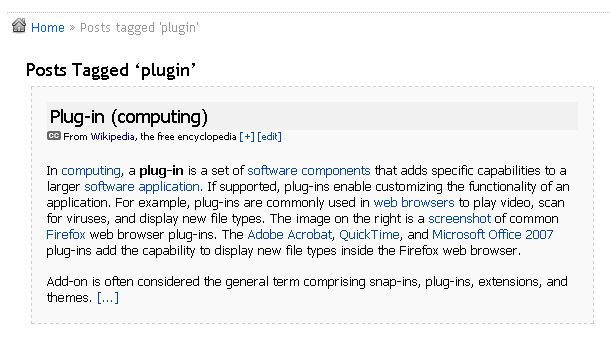 Home » Posts tagged 'plugin'
Posts Tagged ‘plugin’
Plug-in (computing)
CC From Wikipedia, the free encyclopedia [+] [edit]
In computing, a plug-in is a set of software components that adds specific capabilities to a
larger software application. If supported, plug-ins enable customizing the functionality of an
application. For example, plug-ins are commonly used in web browsers to play video, scan
for viruses, and display new file types. The image on the right is a screenshot of common
Firefox web browser plug-ins. The Adobe Acrobat, QuickTime, and Microsoft Office 2007
plug-ins add the capability to display new file types inside the Firefox web browser.
Add-on is often considered the general term comprising snap-ins, plug-ins, extensions, and
themes. [...]